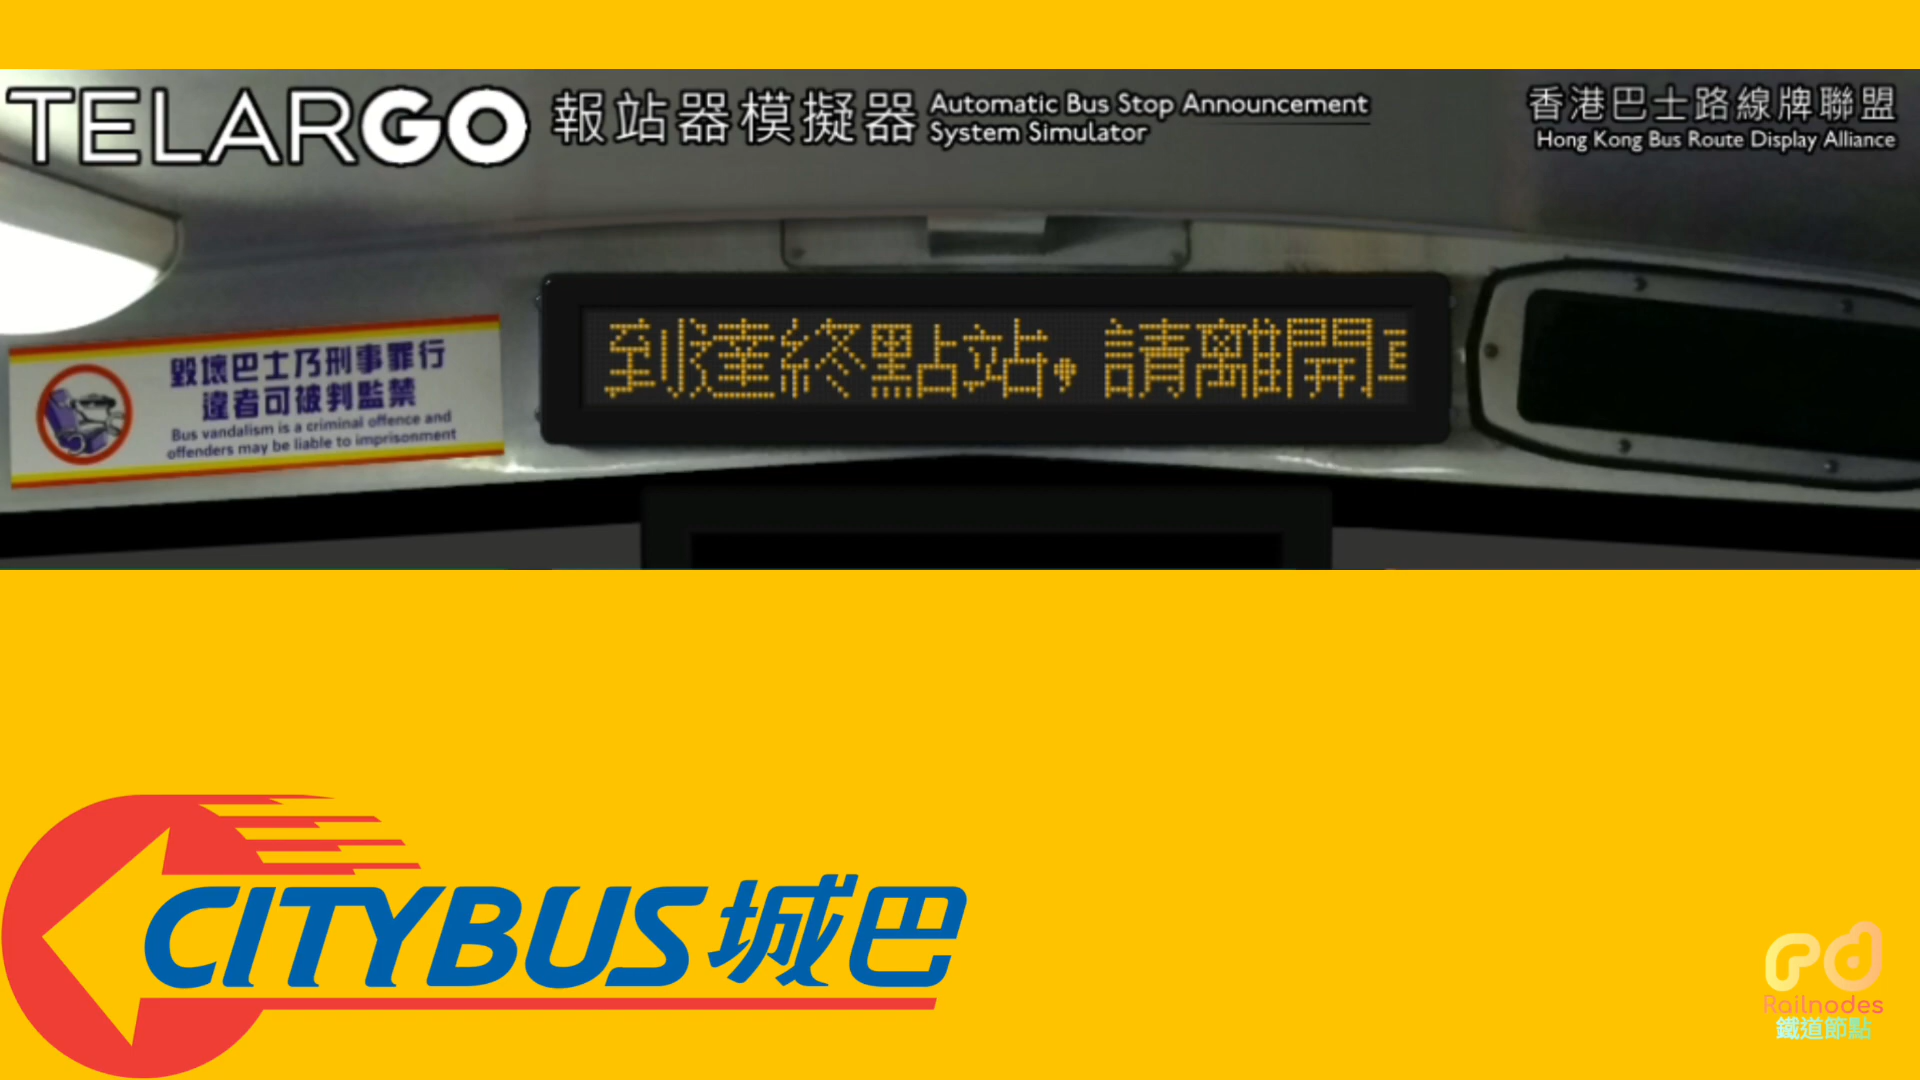 TELARGO 報站器模擬器 Automatic Bus Stop Announcement
System Simulator
香港巴士路線牌聯盟
Hong Kong Bus Route Display Alliance
到達終點站，請離開
毀壞巴士乃刑事罪行
違者可被判監禁
Bus vandalism is a criminal offence and
offenders may be liable to imprisonment
CITYBUS城巴
rd
Railnodes
鐵道節點